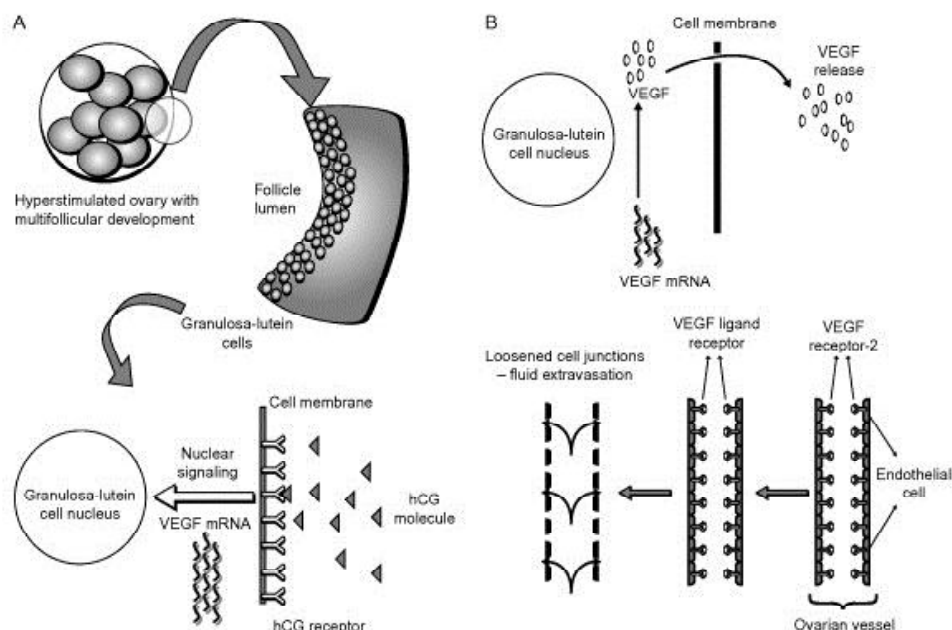 A
Hyperstimulated ovary with
multifollicular development
Follicle
lumen
Granulosa-lutein
cells
Cell membrane
Nuclear
signaling
Granulosa-lutein
cell nucleus
VEGF mRNA
hCG
molecule
hCG receptor
B
Cell membrane
VEGF
release
VEGF
Granulosa-lutein
cell nucleus
VEGF mRNA
Loosened cell junctions
– fluid extravasation
VEGF ligand
receptor
VEGF
receptor-2
Endothelial
cell
Ovarian vessel